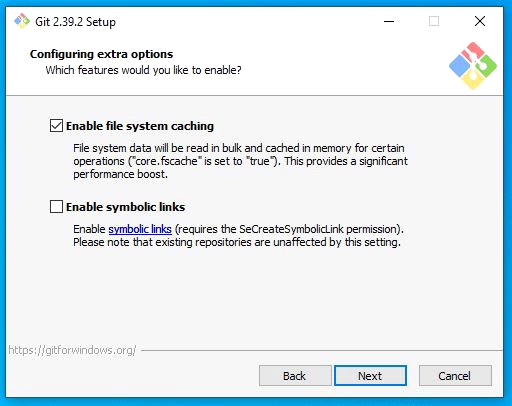 Git 2.39.2 Setup
Configuring extra options
Which features would you like to enable?
Enable file system caching
File system data will be read in bulk and cached in memory for certain
operations ("core.fscache" is set to "true"). This provides a significant
performance boost.
Enable symbolic links
Enable symbolic links (requires the SeCreateSymbolicLink permission).
Please note that existing repositories are unaffected by this setting.
https://gitforwindows.org/
Back
Next
Cancel